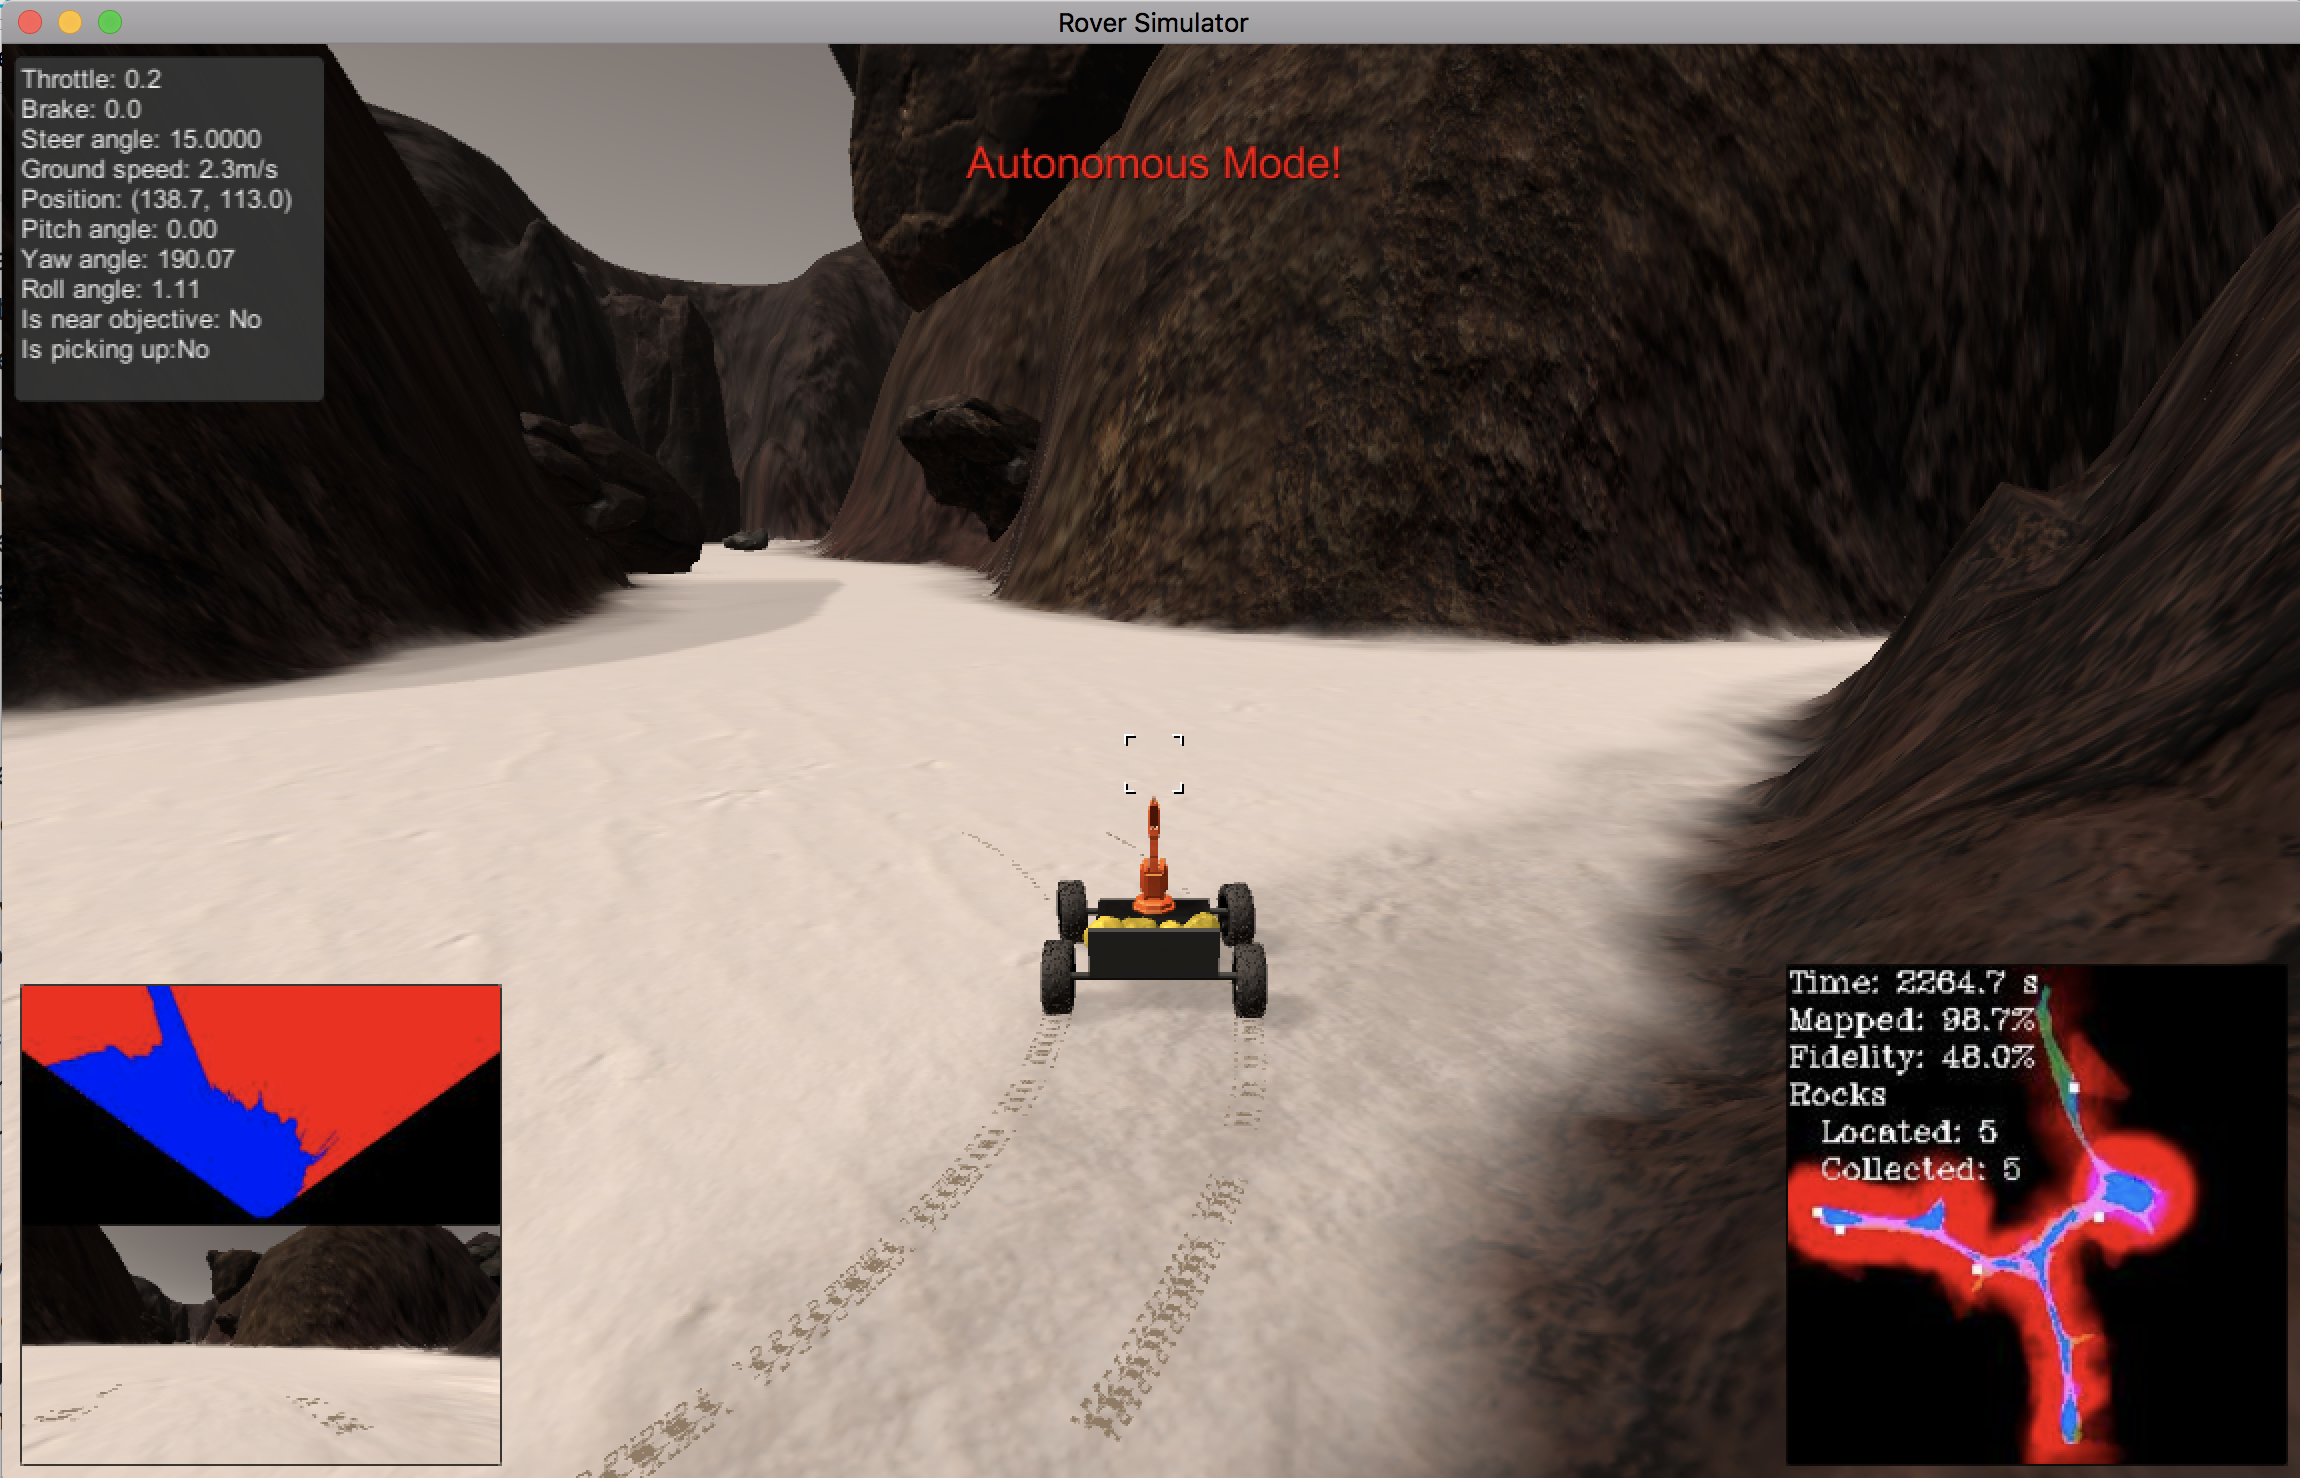 Rover Simulator
Throttle: 0.2
Brake: 0.0
Steer angle: 15.0000
Ground speed: 2.3m/s
Position: (138.7, 113.0)
Pitch angle: 0.00
Yaw angle: 190.07
Roll angle: 1.11
Is near objective: No
Is picking up:No
Autonomous Mode!
Time: 2264.7 s
Mapped: 98.7%
Fidelity: 48.0%
Rocks
Located: 5
Collected: 5